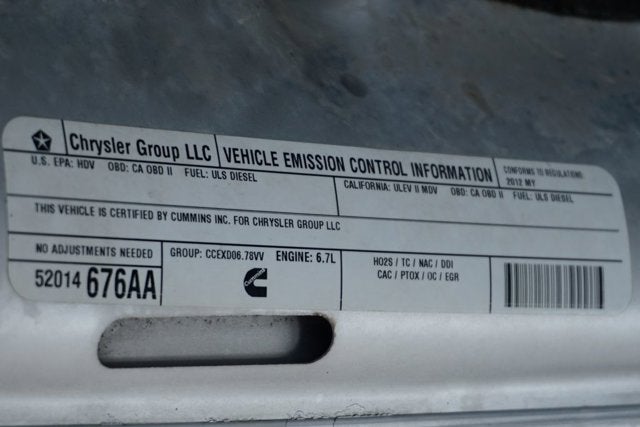 Chrysler Group LLC
VEHICLE EMISSION CONTROL INFORMATION
CONFORMS TO REGULATIONS:
2012 MY
U.S. EPA: HDV OBD: CA OBD II FUEL: ULS DIESEL
CALIFORNIA: ULEV II MDV OBD: CA OBD II FUEL: ULS DIESEL
THIS VEHICLE IS CERTIFIED BY CUMMINS INC. FOR CHRYSLER GROUP LLC
NO ADJUSTMENTS NEEDED
52014 676AA
GROUP: CCEXD06.78VV ENGINE: 6.7L
Cummins
HO2S / TC / NAC / DDI
CAC / PTOX / OC / EGR